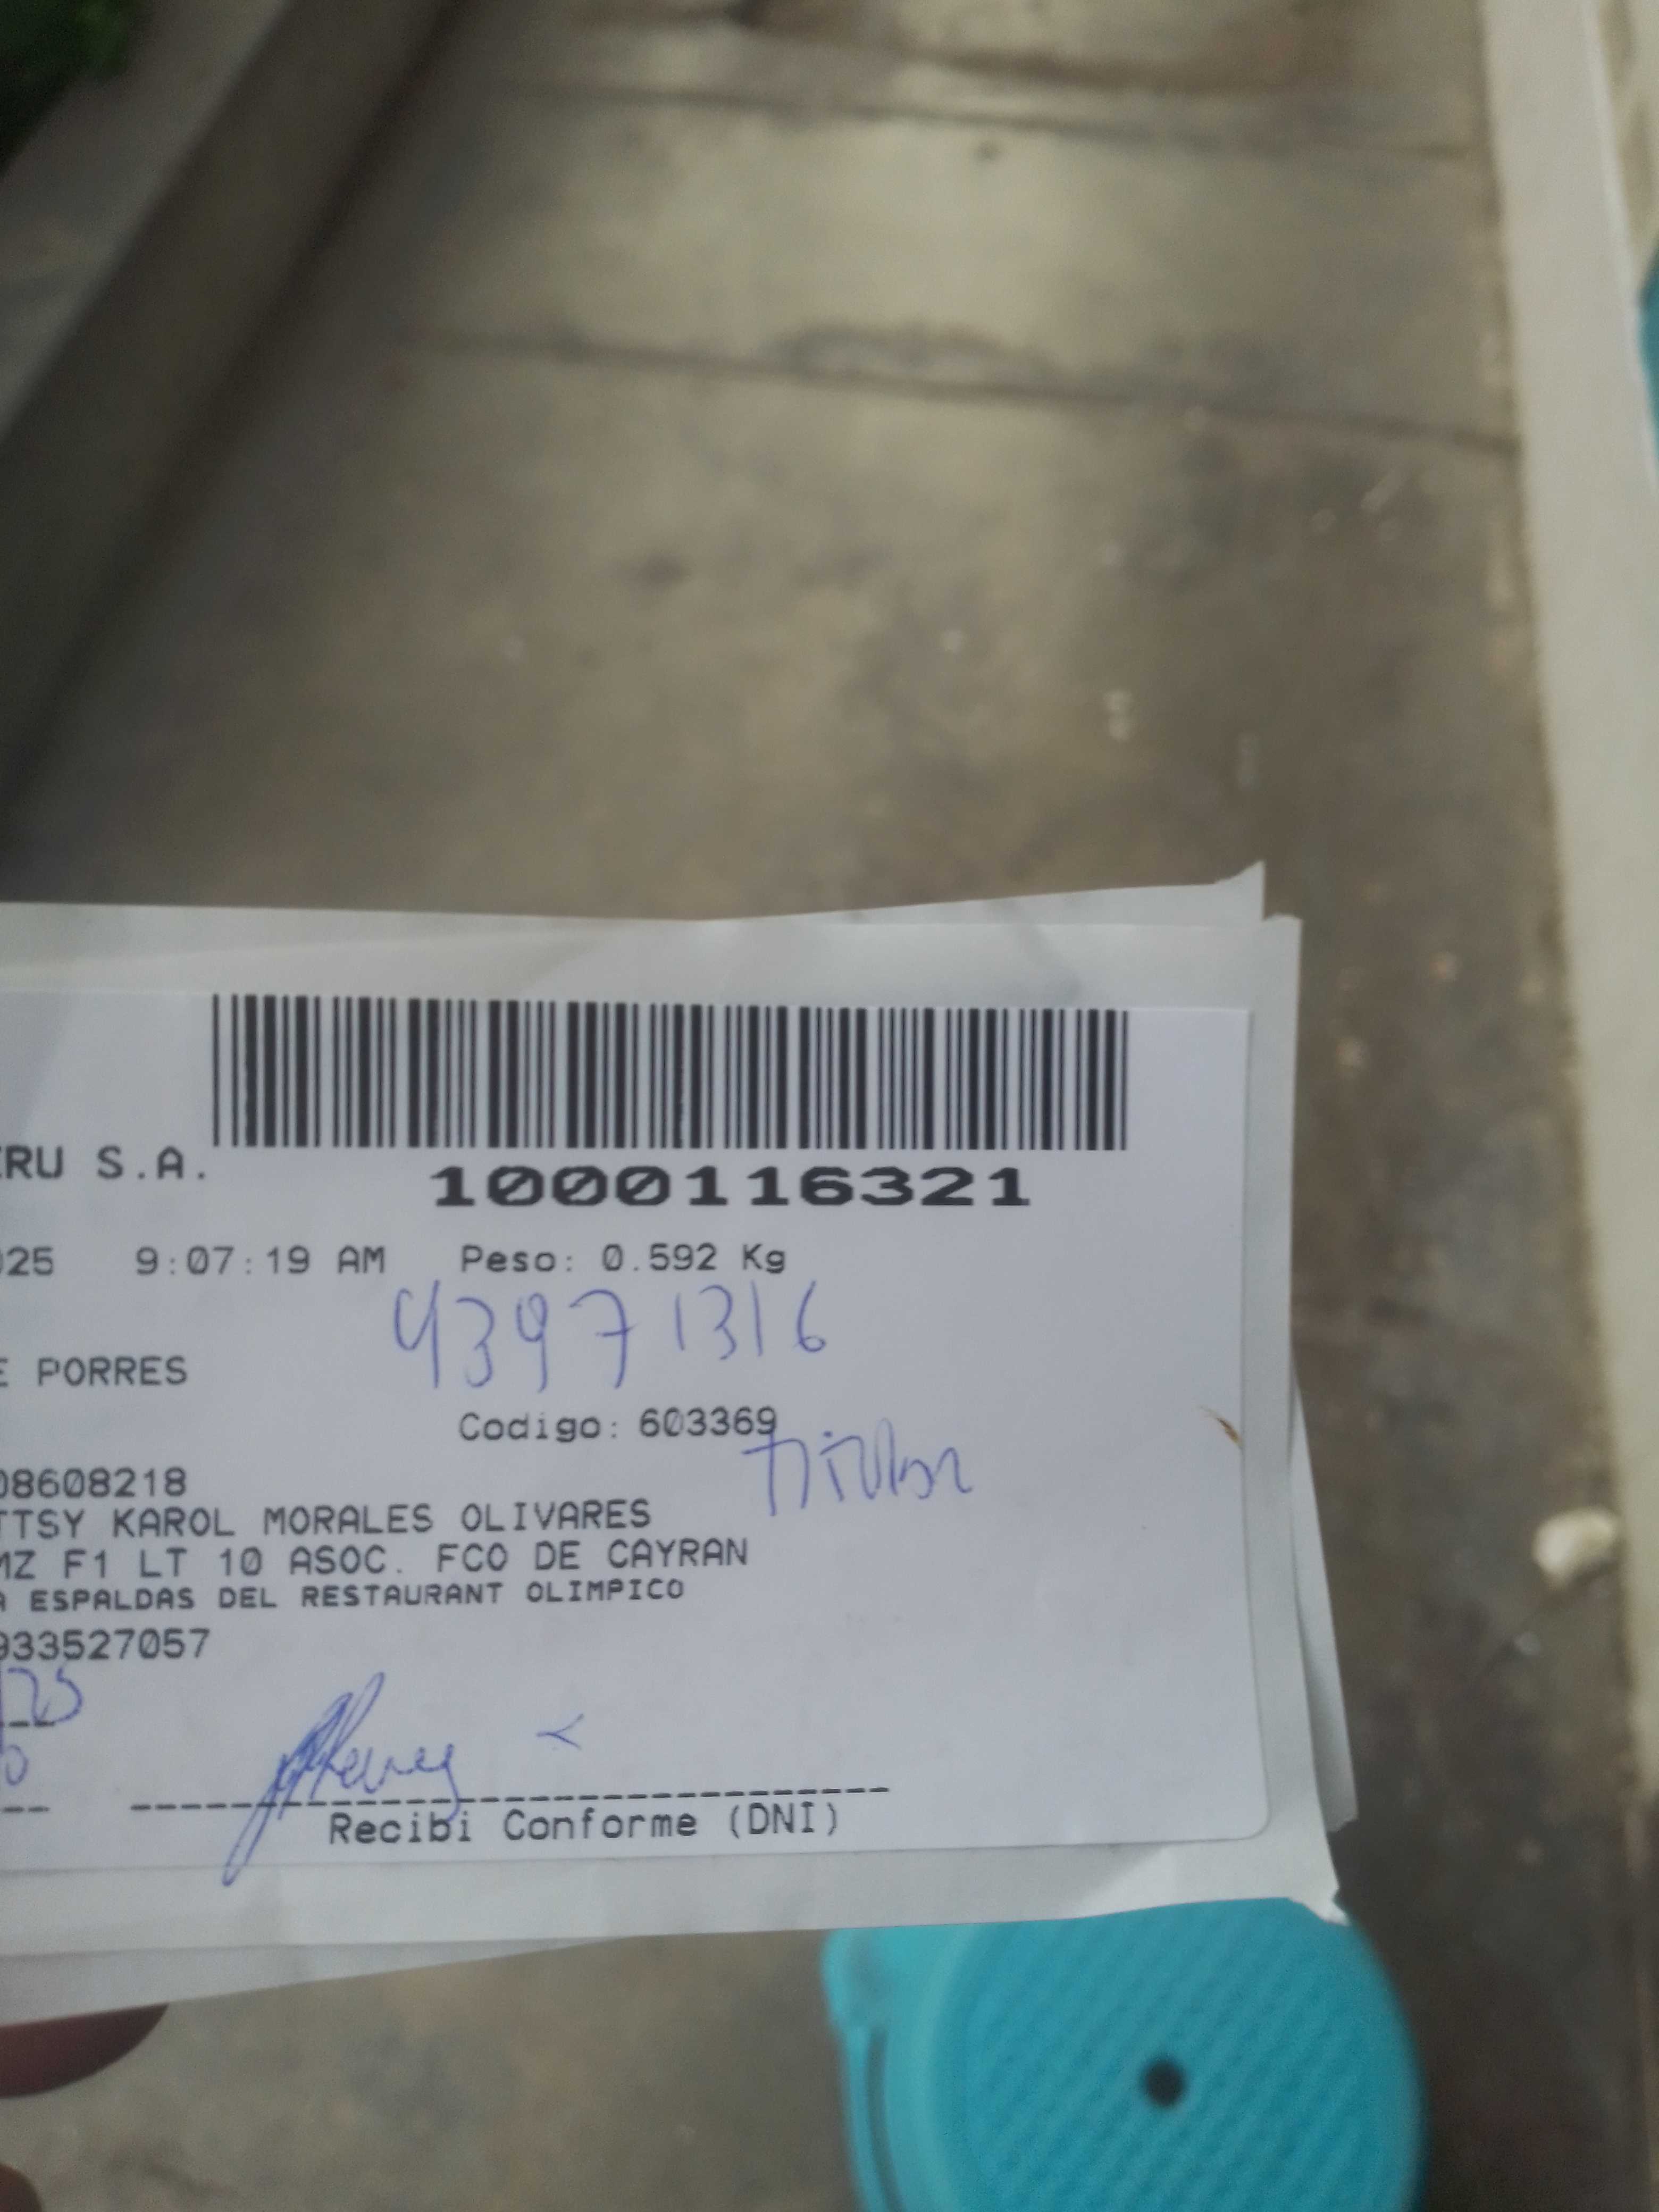 RU S.A.
1000116321
025 9:07:19 AM Peso: 0.592 Kg
43971316
E PORRES
Codigo: 603369
08608218
TTSY KAROL MORALES OLIVARES
MZ F1 LT 10 ASOC. FCO DE CAYRAN
A ESPALDAS DEL RESTAURANT OLIMPICO
933527057
Recibi Conforme (DNI)